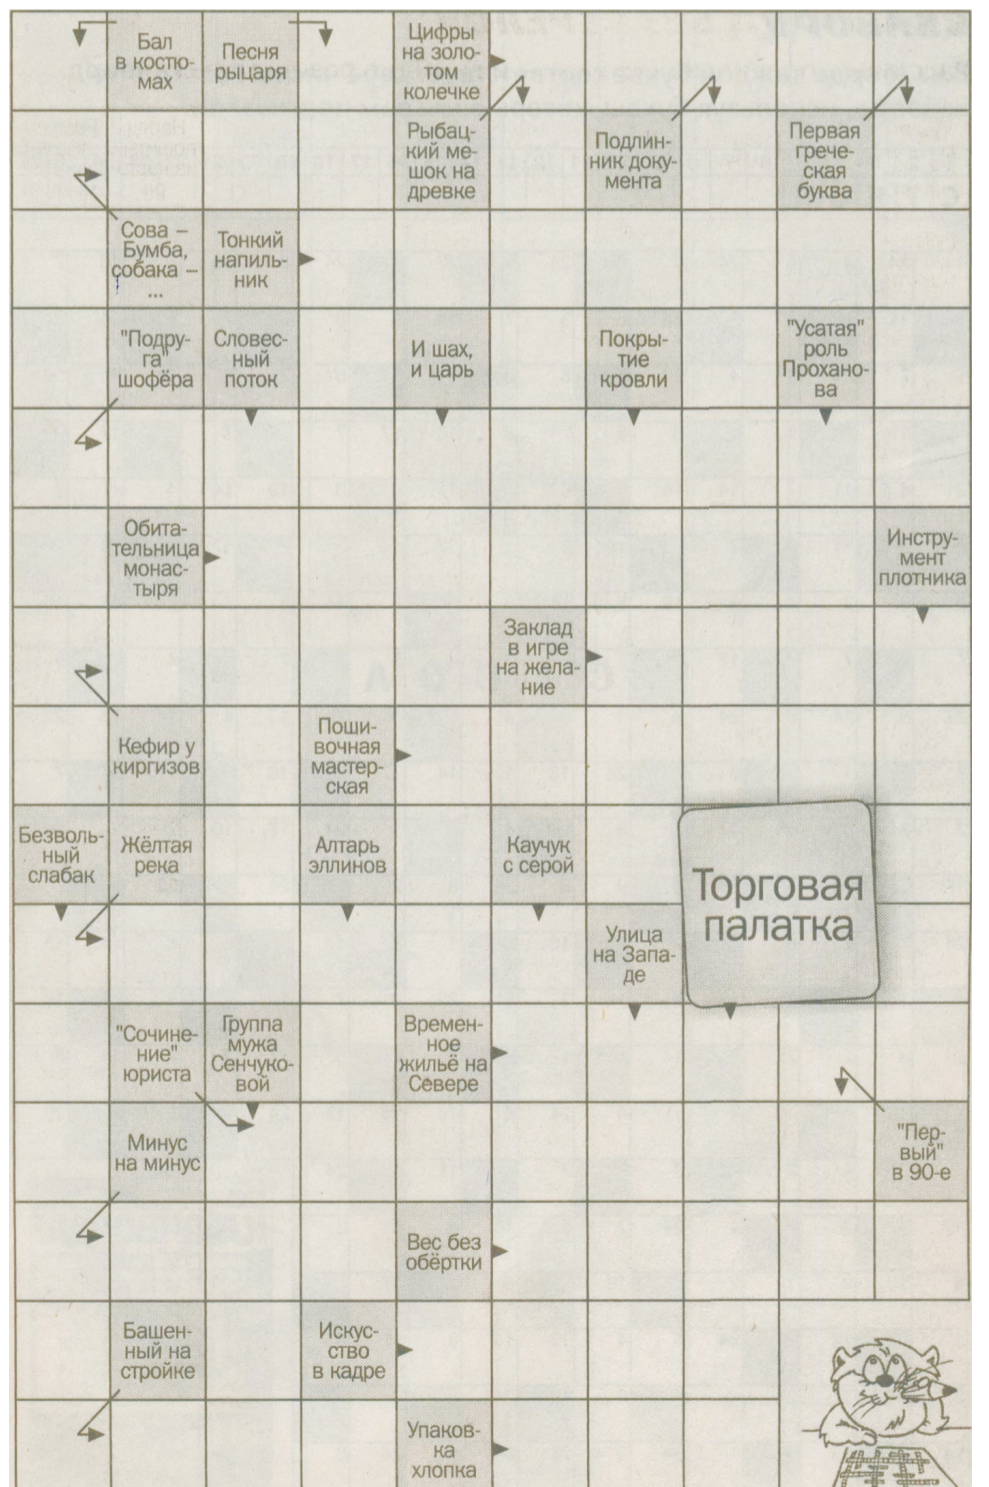 Бал
в костю-
мах
Песня
рыцаря
Цифры
на золо-
том
колечке
Рыбац-
кий ме-
шок на
древке
Подлин-
ник доку-
мента
Первая
грече-
ская
буква
Сова –
Бумба,
собака –
...
Тонкий
напиль-
ник
"Подру-
га"
шофёра
Словес-
ный
поток
И шах,
и царь
Покры-
тие
кровли
"Усатая"
роль
Прохано-
ва
Обита-
тельница
монас-
тыря
Инстру-
мент
плотника
Заклад
в игре
на жела-
ние
Кефир у
киргизов
Поши-
вочная
мастер-
ская
Безволь-
ный
слабак
Жёлтая
река
Алтарь
эллинов
Каучук
с серой
Торговая
палатка
Улица
на Запа-
де
"Сочине-
ние"
юриста
Группа
мужа
Сенчуко-
вой
Времен-
ное
жильё на
Севере
Минус
на минус
"Пер-
вый"
в 90-е
Вес без
обёртки
Башен-
ный на
стройке
Искус-
ство
в кадре
Упаков-
ка
хлопка